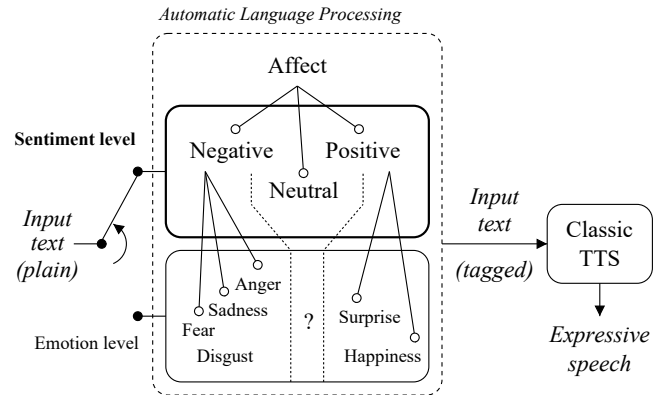 Automatic Language Processing
Affect
Sentiment level
Negative
Positive
Neutral
Input
text
(plain)
Input
text
(tagged)
Classic
TTS
Anger
Sadness
Fear
Disgust
?
Surprise
Happiness
Emotion level
Expressive
speech